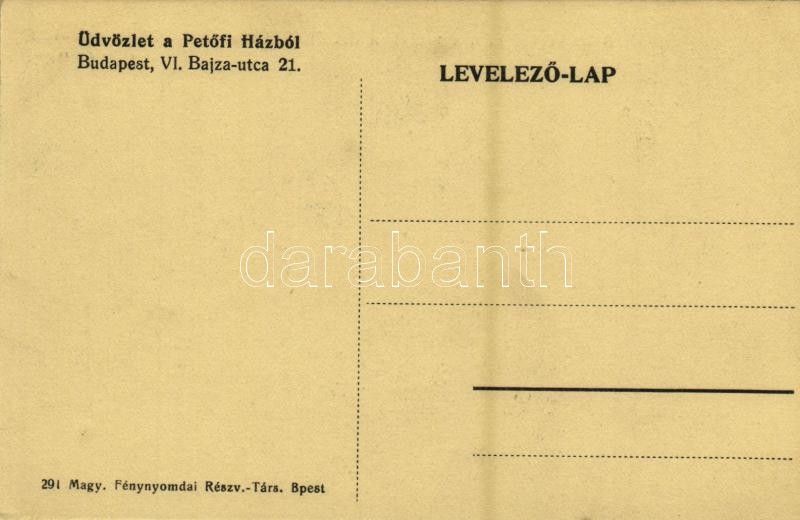 Üdvözlet a Petőfi Házból
Budapest, VI. Bajza-utca 21.
LEVELEZŐ-LAP
darabanth
291 Magy. Fénynyomdai Részv.-Társ. Bpest